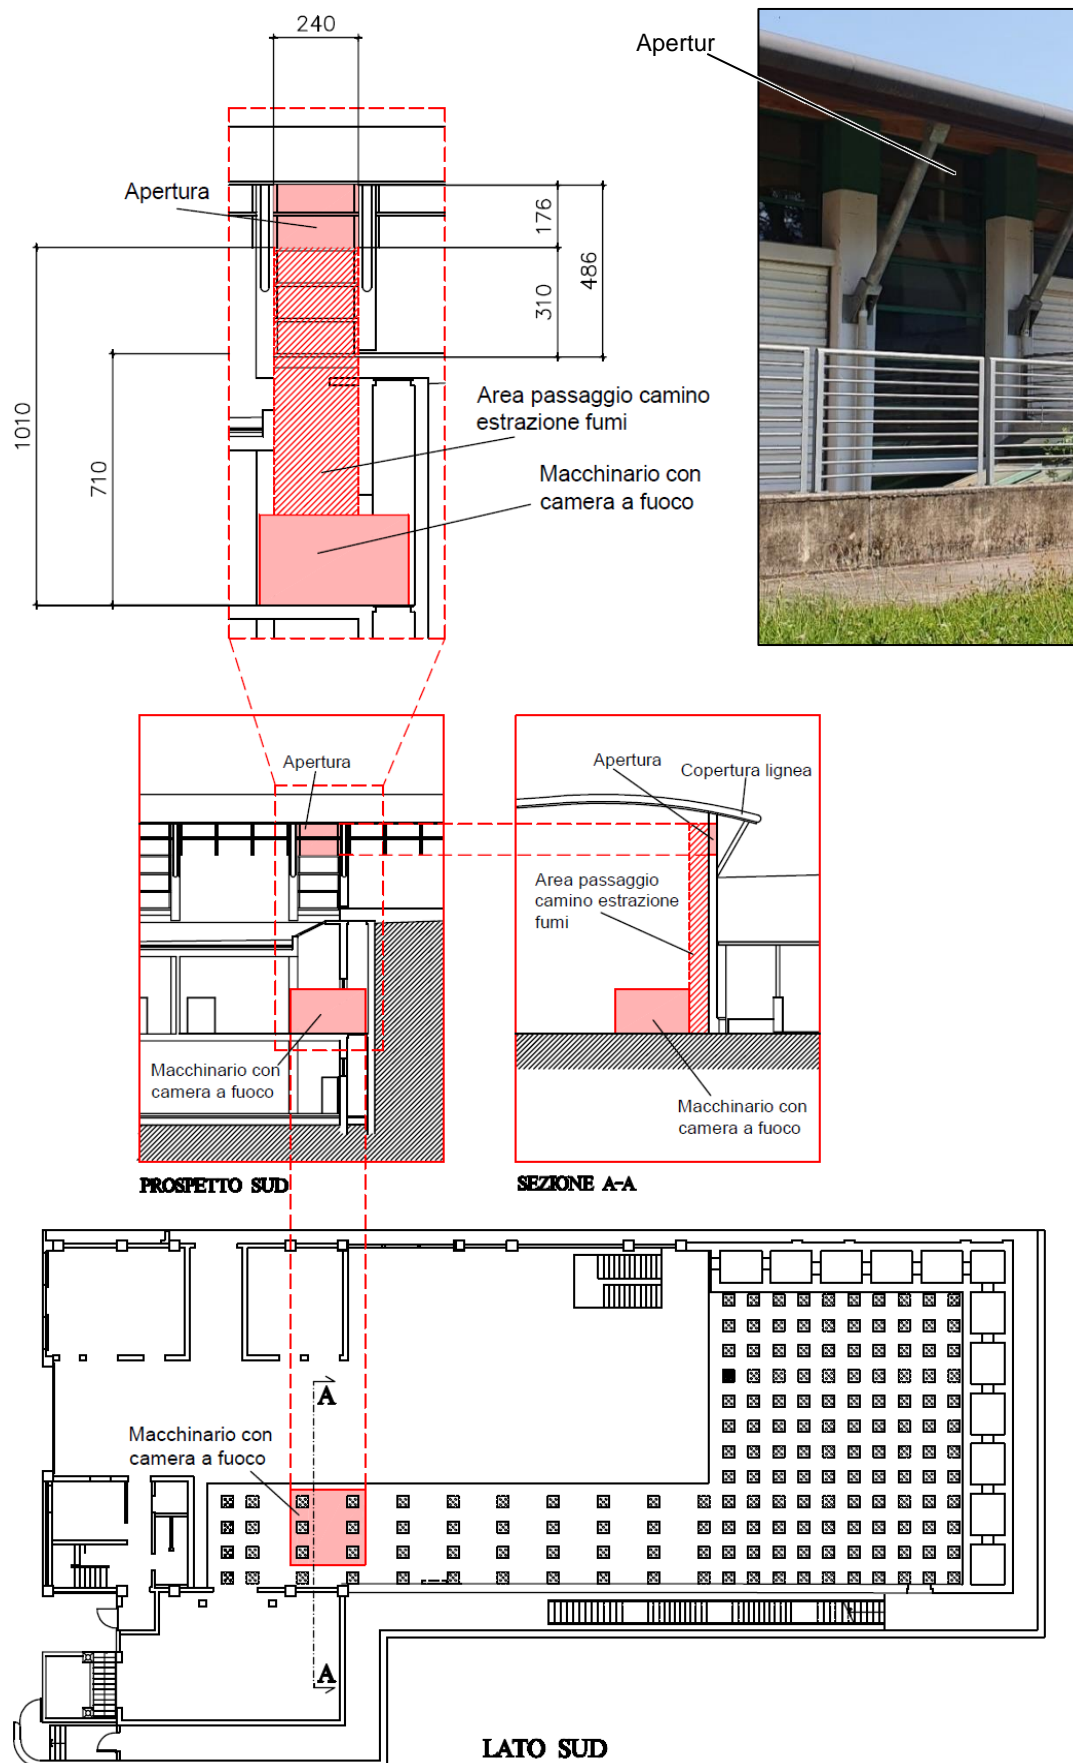 240
Apertur
Apertura
176
486
310
1010
710
Area passaggio camino
estrazione fumi
Macchinario con
camera a fuoco
Apertura
Macchinario con
camera a fuoco
PROSPETTO SUD
Apertura
Copertura lignea
Area passaggio
camino estrazione
fumi
Macchinario con
camera a fuoco
SEZIONE A-A
A
Macchinario con
camera a fuoco
A
LATO SUD